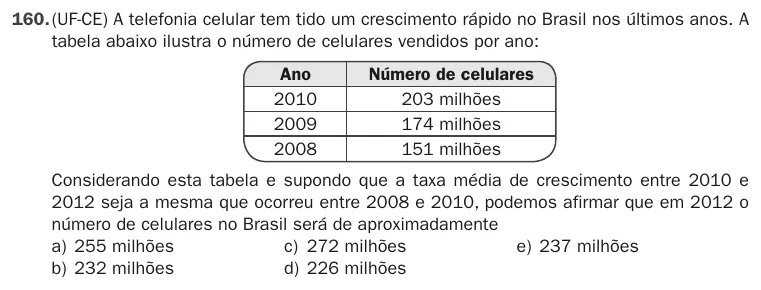 160. (UF-CE) A telefonia celular tem tido um crescimento rápido no Brasil nos últimos anos. A
tabela abaixo ilustra o número de celulares vendidos por ano:
Ano Número de celulares
2010 203 milhões
2009 174 milhões
2008 151 milhões
Considerando esta tabela e supondo que a taxa média de crescimento entre 2010 e
2012 seja a mesma que ocorreu entre 2008 e 2010, podemos afirmar que em 2012 o
número de celulares no Brasil será de aproximadamente
a) 255 milhões c) 272 milhões e) 237 milhões
b) 232 milhões d) 226 milhões